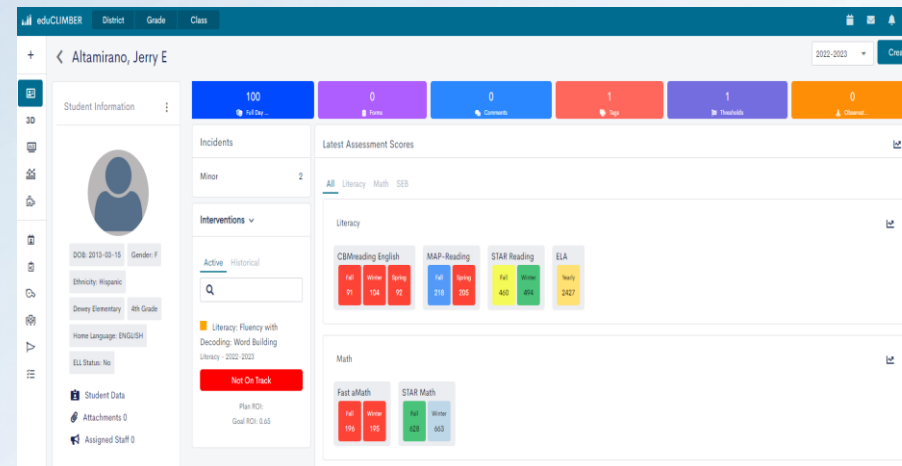 eduCLIMBER District Grade Class
Altamirano, Jerry E
2022-2023
Crea
3D
Student Information
100
Full Day ...
0
Forms
0
Comments
1
Tags
1
Thresholds
0
Observat...
Incidents
Minor 2
Interventions
Active Historical
Literacy: Fluency with
Decoding: Word Building
Literacy - 2022-2023
Not On Track
Plan ROI:
Goal ROI: 0.65
DOB: 2013-03-15 Gender: F
Ethnicity: Hispanic
Dewey Elementary 4th Grade
Home Language: ENGLISH
ELL Status: No
Student Data
Attachments 0
Assigned Staff 0
Latest Assessment Scores
All Literacy Math SEB
Literacy
CBMreading English MAP-Reading STAR Reading ELA
Fall Winter Spring Fall Spring Fall Winter Yearly
91 104 92 218 205 460 494 2427
Math
Fast aMath STAR Math
Fall Winter Fall Winter
196 195 628 663